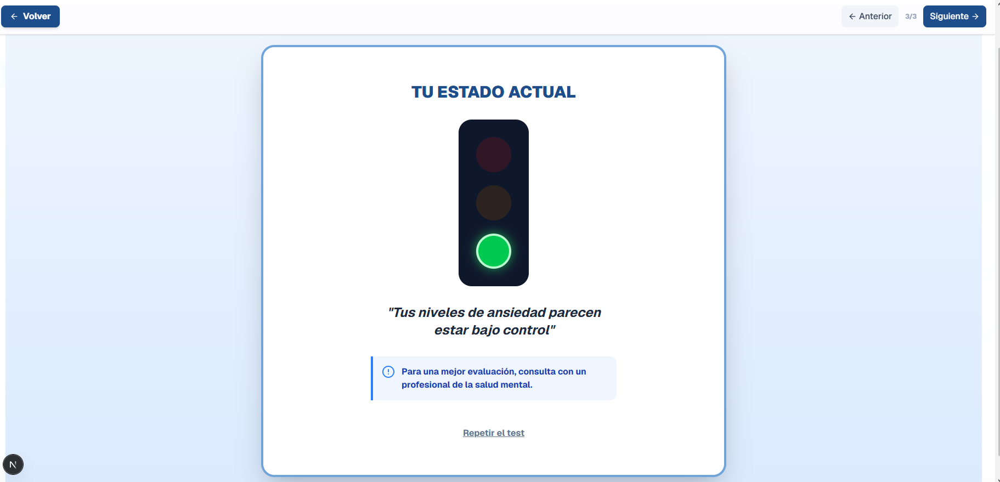 ← Volver
← Anterior
3/3
Siguiente →
TU ESTADO ACTUAL
"Tus niveles de ansiedad parecen
estar bajo control"
Para una mejor evaluación, consulta con un
profesional de la salud mental.
Repetir el test
N